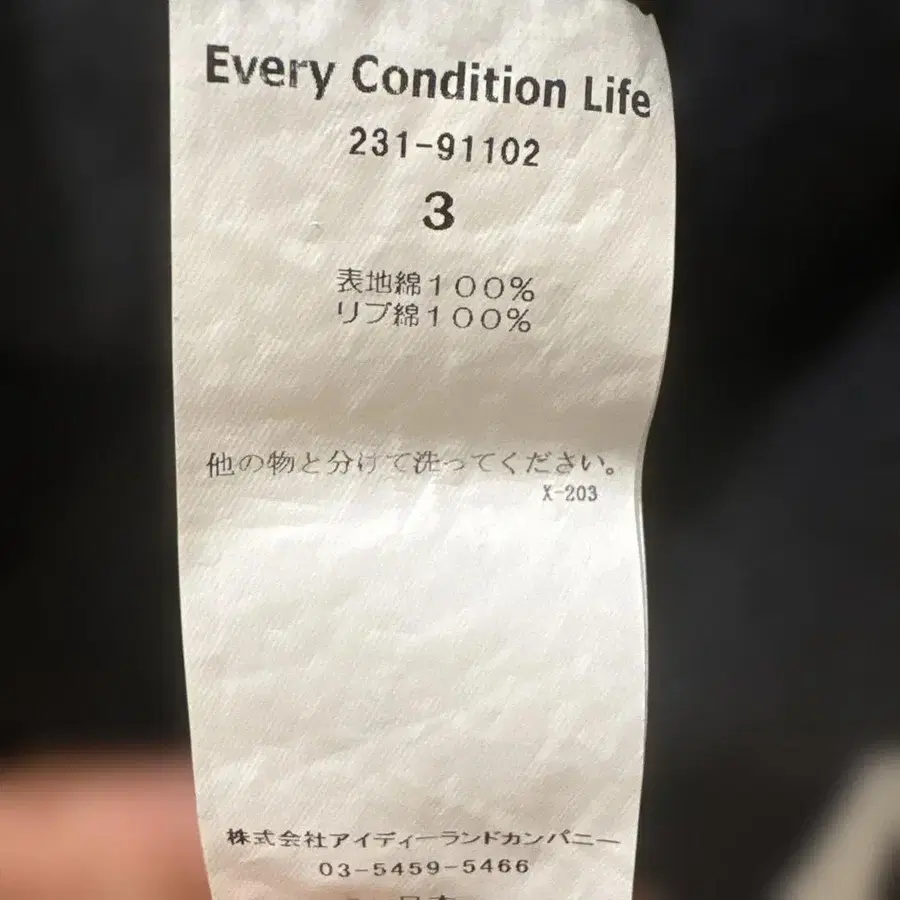 Every Condition Life
231-91102
3
表地綿１００％
リブ綿１００％
他の物と分けて洗ってください。
X-203
株式会社アイディーランドカンパニー
03-5459-5466